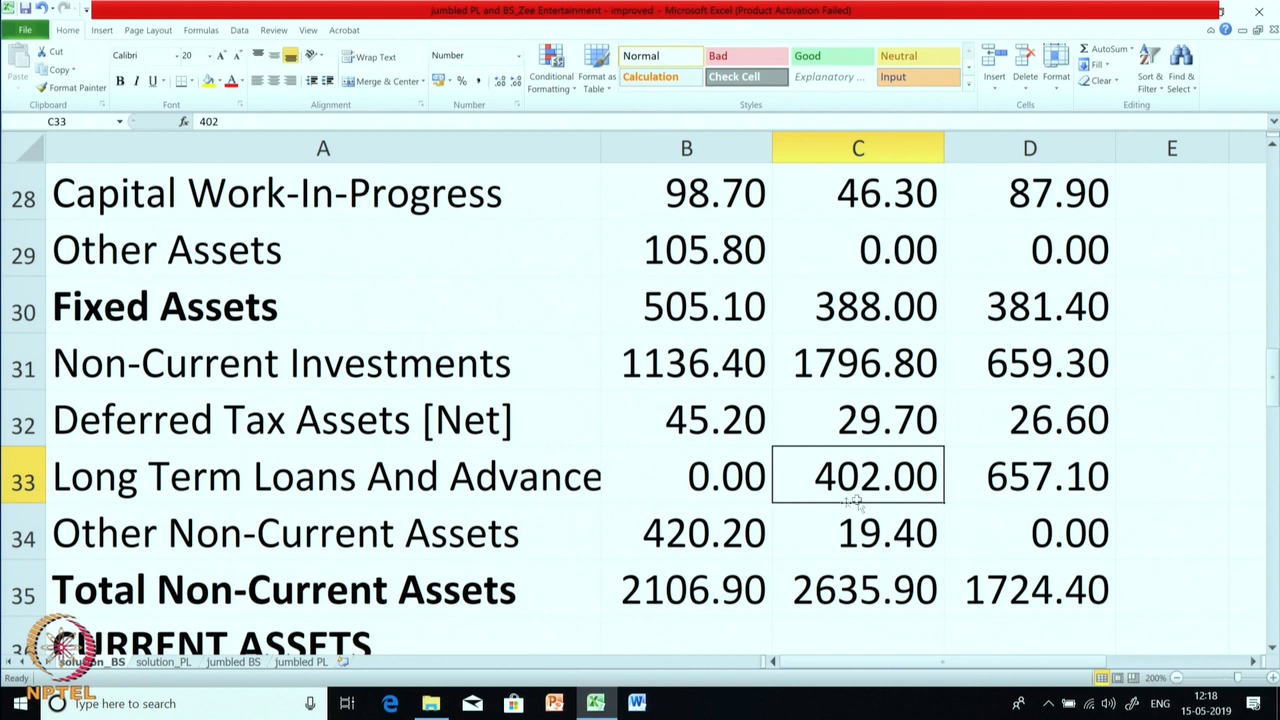 jumbled PL and BS_Zee Entertainment - improved - Microsoft Excel (Product Activation Failed)
File Home Insert Page Layout Formulas Data Review View Acrobat
Paste Cut Copy Format Painter Clipboard
Calibri 20 B I U Font
Wrap Text Merge & Center Alignment
Number % Number
Conditional Formatting Format as Table
Normal Bad Good Neutral
Calculation Check Cell Explanatory ... Input
Styles
Insert Delete Format Cells
AutoSum Fill Clear Sort & Filter Find & Select Editing
C33 fx 402
A B C D E
28 Capital Work-In-Progress 98.70 46.30 87.90
29 Other Assets 105.80 0.00 0.00
30 Fixed Assets 505.10 388.00 381.40
31 Non-Current Investments 1136.40 1796.80 659.30
32 Deferred Tax Assets [Net] 45.20 29.70 26.60
33 Long Term Loans And Advance 0.00 402.00 657.10
34 Other Non-Current Assets 420.20 19.40 0.00
35 Total Non-Current Assets 2106.90 2635.90 1724.40
CURRENT ASSETS
solution_BS solution_PL jumbled BS jumbled PL
Ready 200%
NPTEL
Type here to search
ENG 12:18
15-05-2019